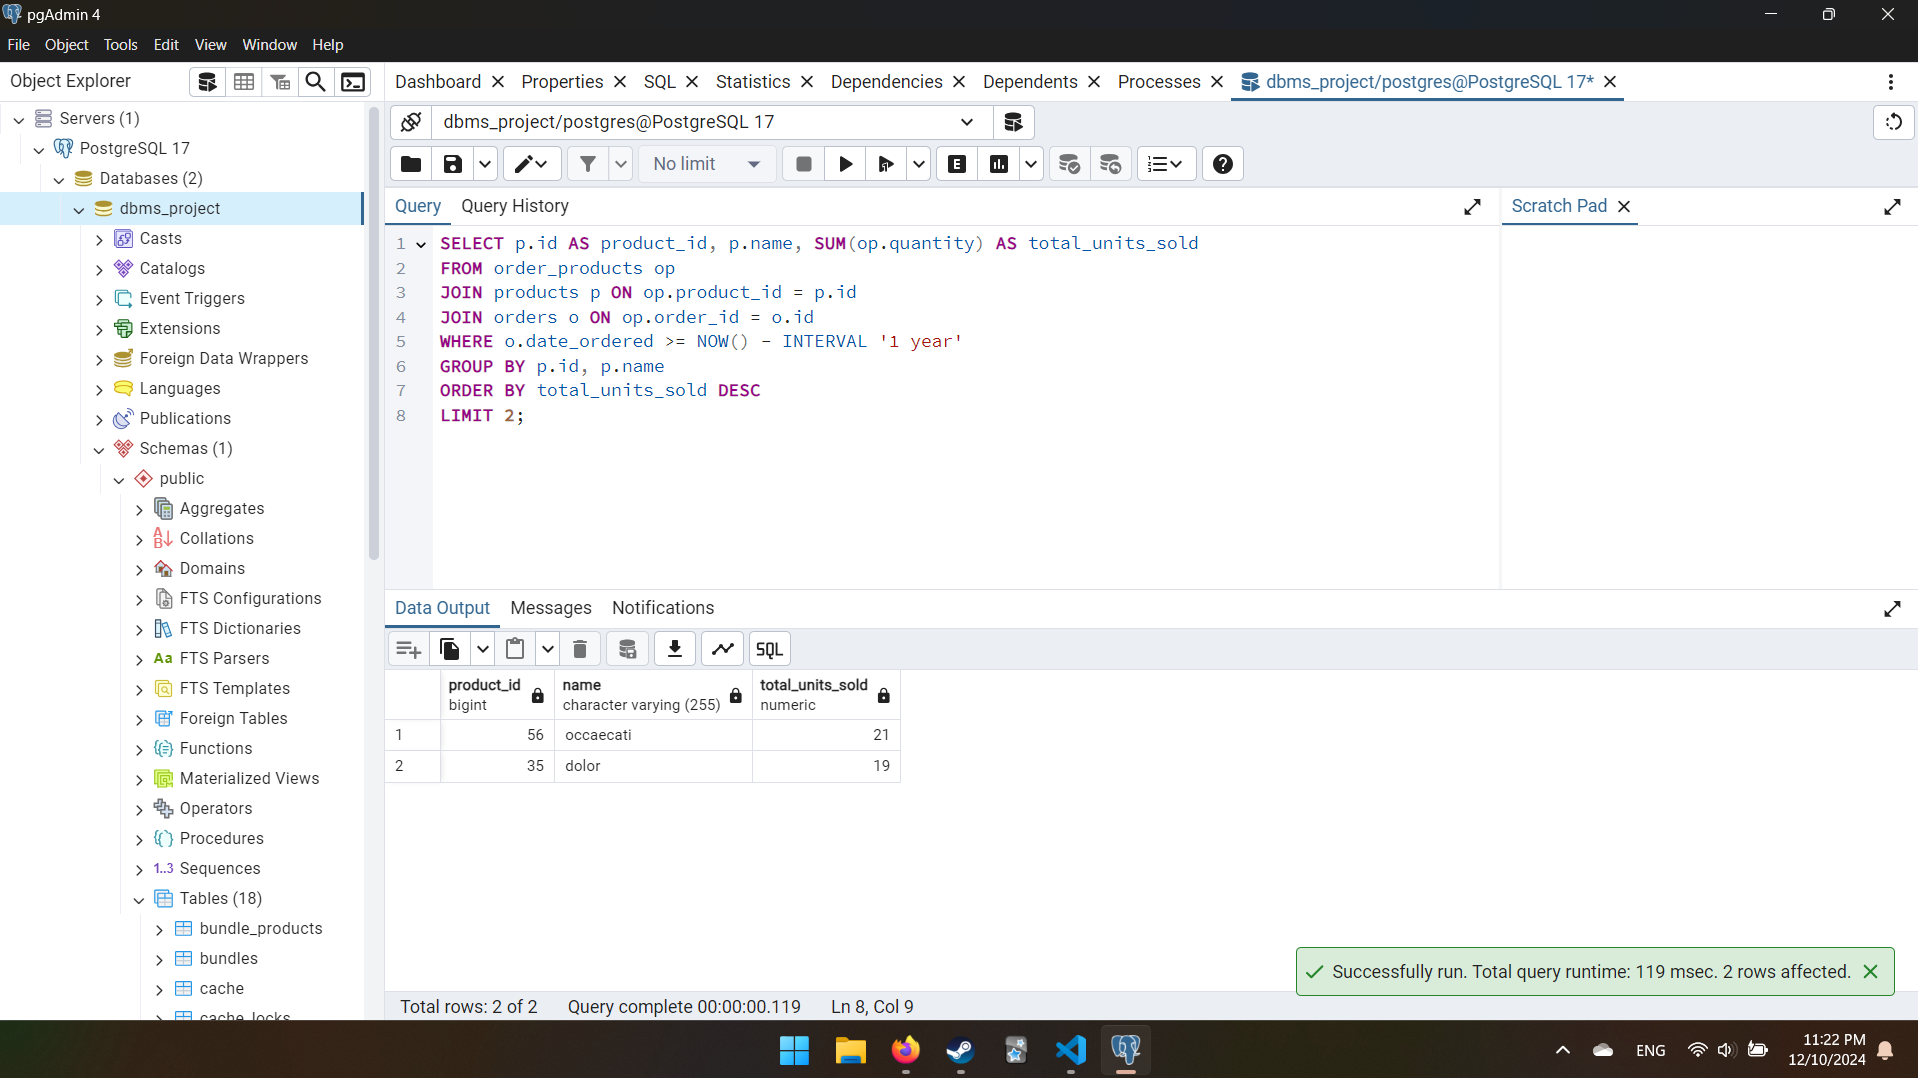 pgAdmin 4
File Object Tools Edit View Window Help
Object Explorer
Dashboard Properties SQL Statistics Dependencies Dependents Processes dbms_project/postgres@PostgreSQL 17*
Servers (1)
PostgreSQL 17
Databases (2)
dbms_project
Casts
Catalogs
Event Triggers
Extensions
Foreign Data Wrappers
Languages
Publications
Schemas (1)
public
Aggregates
Collations
Domains
FTS Configurations
FTS Dictionaries
Aa FTS Parsers
FTS Templates
Foreign Tables
Functions
Materialized Views
Operators
Procedures
1..3 Sequences
Tables (18)
bundle_products
bundles
cache
cache_locks
dbms_project/postgres@PostgreSQL 17
No limit
E
Query Query History
Scratch Pad
1 SELECT p.id AS product_id, p.name, SUM(op.quantity) AS total_units_sold
2 FROM order_products op
3 JOIN products p ON op.product_id = p.id
4 JOIN orders o ON op.order_id = o.id
5 WHERE o.date_ordered >= NOW() - INTERVAL '1 year'
6 GROUP BY p.id, p.name
7 ORDER BY total_units_sold DESC
8 LIMIT 2;
Data Output Messages Notifications
SQL
product_id name total_units_sold
bigint character varying (255) numeric
1 56 occaecati 21
2 35 dolor 19
Successfully run. Total query runtime: 119 msec. 2 rows affected.
Total rows: 2 of 2 Query complete 00:00:00.119 Ln 8, Col 9
ENG
11:22 PM
12/10/2024